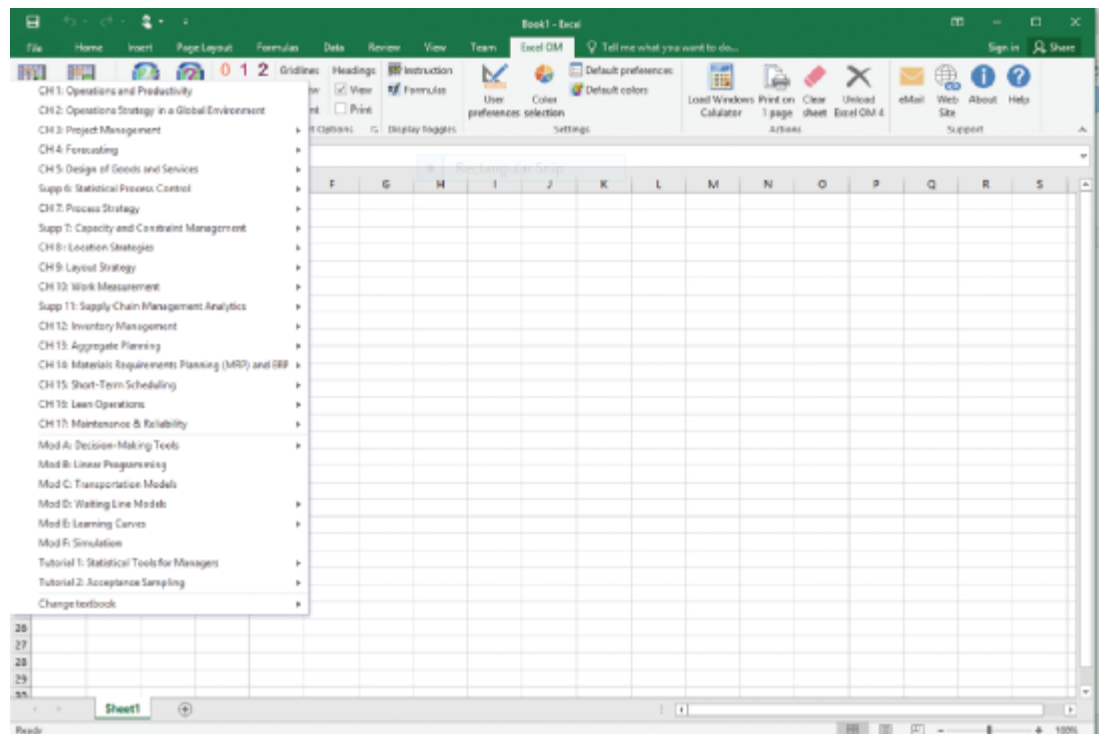 Book1 - Excel
File Home Insert Page Layout Formulas Data Review View Team Excel OM Tell me what you want to do... Sign in Share
0 1 2 Gridlines Headings Instruction Default preferences
View Formulas Default colors
Print
User preferences Color selection
Load Windows Calulator Print on 1 page Clear sheet Unload Excel OM 4 eMail Web Site About Help
Options Display toggles Settings Actions Support
Rectangular Snip
F G H I J K L M N O P Q R S
CH 1: Operations and Productivity
CH 2: Operations Strategy in a Global Environment
CH 3: Project Management
CH 4: Forecasting
CH 5: Design of Goods and Services
Supp 6: Statistical Process Control
CH 7: Process Strategy
Supp 7: Capacity and Constraint Management
CH 8: Location Strategies
CH 9: Layout Strategy
CH 10: Work Measurement
Supp 11: Supply Chain Management Analytics
CH 12: Inventory Management
CH 13: Aggregate Planning
CH 14: Materials Requirements Planning (MRP) and ERP
CH 15: Short-Term Scheduling
CH 16: Lean Operations
CH 17: Maintenance & Reliability
Mod A: Decision-Making Tools
Mod B: Linear Programming
Mod C: Transportation Models
Mod D: Waiting Line Models
Mod E: Learning Curves
Mod F: Simulation
Tutorial 1: Statistical Tools for Managers
Tutorial 2: Acceptance Sampling
Change textbook
26
27
28
29
30
Sheet1
Ready 100%